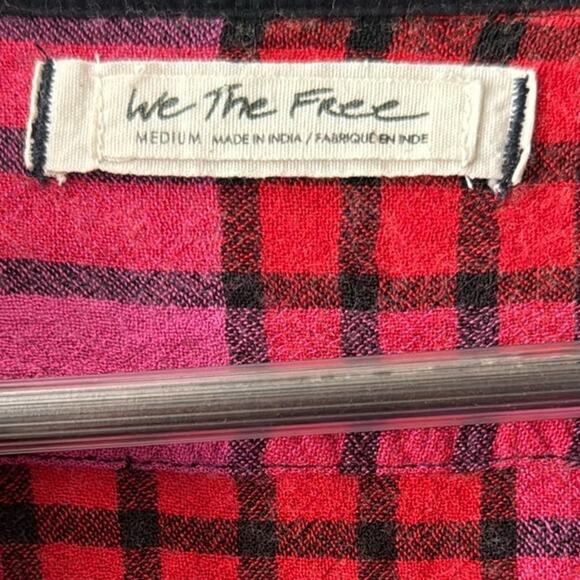 We The Free
MEDIUM MADE IN INDIA / FABRIQUÉ EN INDE